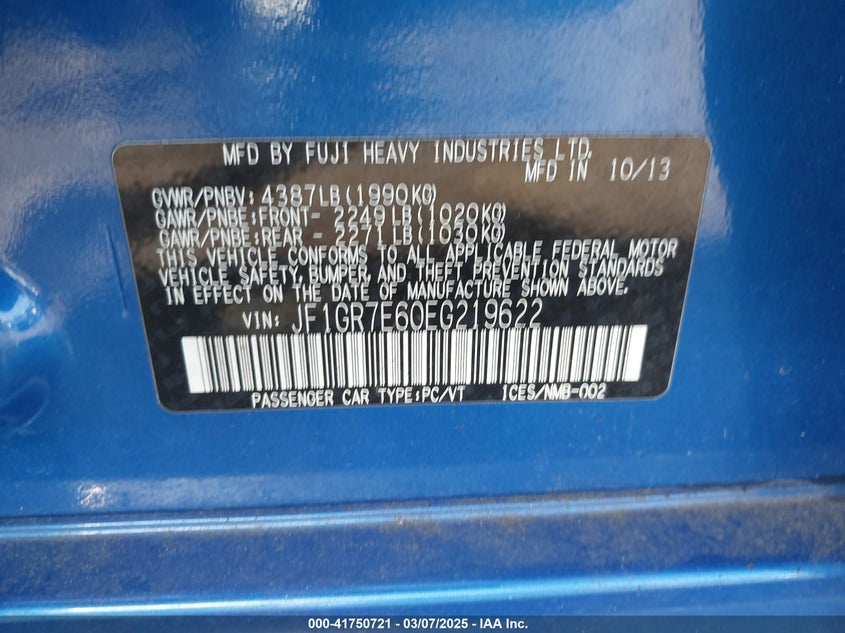 MFD BY FUJI HEAVY INDUSTRIES LTD.
MFD IN 10/13
GVWR/PNBV: 4387LB(1990KG)
GAWR/PNBE:FRONT- 2249LB(1020KG)
GAWR/PNBE:REAR - 2271LB(1030KG)
THIS VEHICLE CONFORMS TO ALL APPLICABLE FEDERAL MOTOR
VEHICLE SAFETY, BUMPER, AND THEFT PREVENTION STANDARDS
IN EFFECT ON THE DATE OF MANUFACTURE SHOWN ABOVE.
VIN: JF1GR7E60EG219622
PASSENGER CAR TYPE:PC/VT ICES/NMB-002
000-41750721 - 03/07/2025 - IAA Inc.